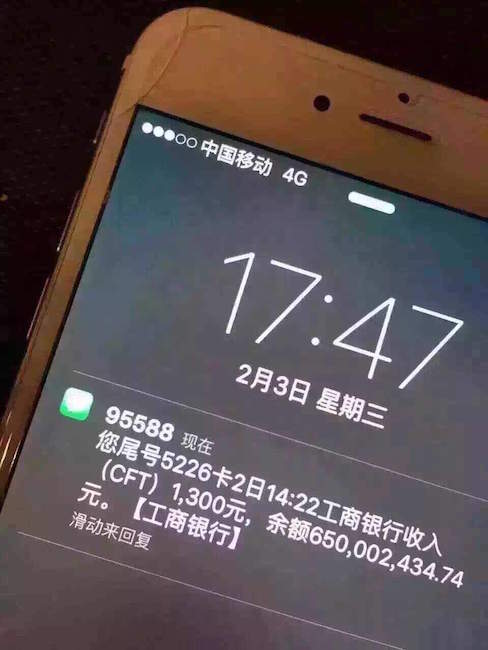 中国移动 4G
17:47
2月3日 星期三
95588 现在
您尾号5226卡2日14:22工商银行收入
（CFT）1,300元，余额650,002,434.74
元。【工商银行】
滑动来回复